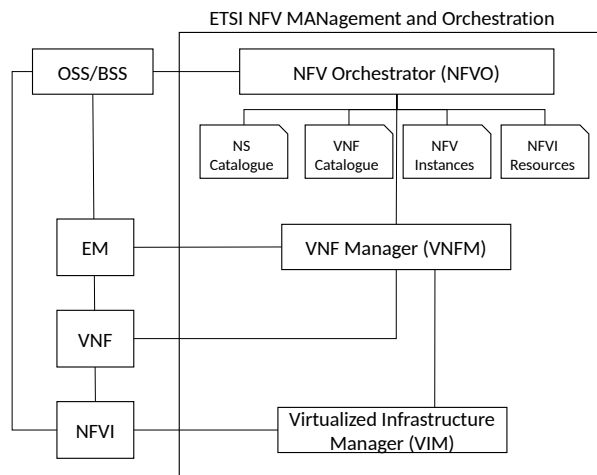 ETSI NFV MANagement and Orchestration
OSS/BSS
NFV Orchestrator (NFVO)
NS
Catalogue
VNF
Catalogue
NFV
Instances
NFVI
Resources
EM
VNF Manager (VNFM)
VNF
NFVI
Virtualized Infrastructure
Manager (VIM)